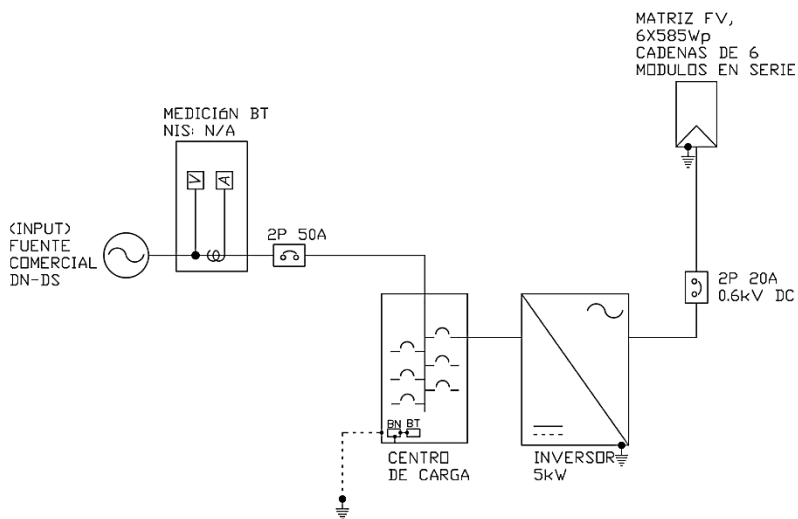 MATRIZ FV,
6X585Wp
CADENAS DE 6
MODULOS EN SERIE
MEDICIóN BT
NIS: N/A
V
A
(INPUT)
FUENTE
COMERCIAL
DN-DS
2P 50A
2P 20A
0.6kV DC
BN BT
CENTRO
DE CARGA
INVERSOR
5kW